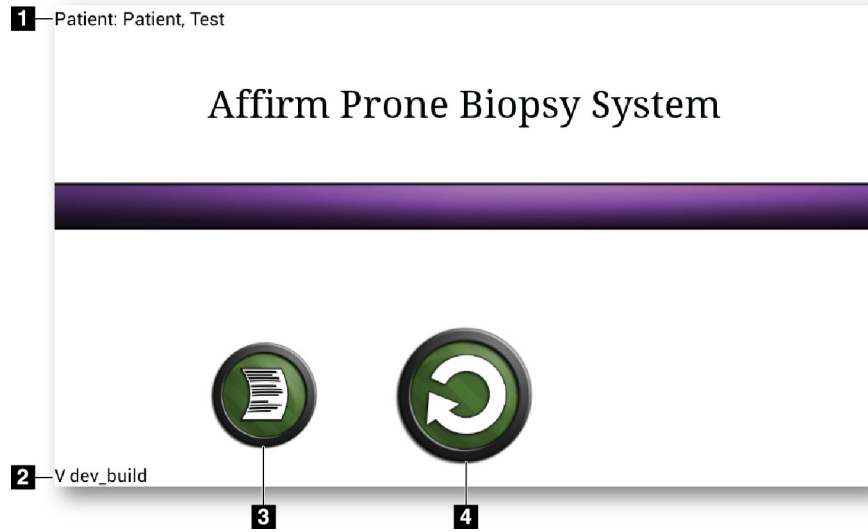 1 Patient: Patient, Test
Affirm Prone Biopsy System
2 V dev_build
3 4